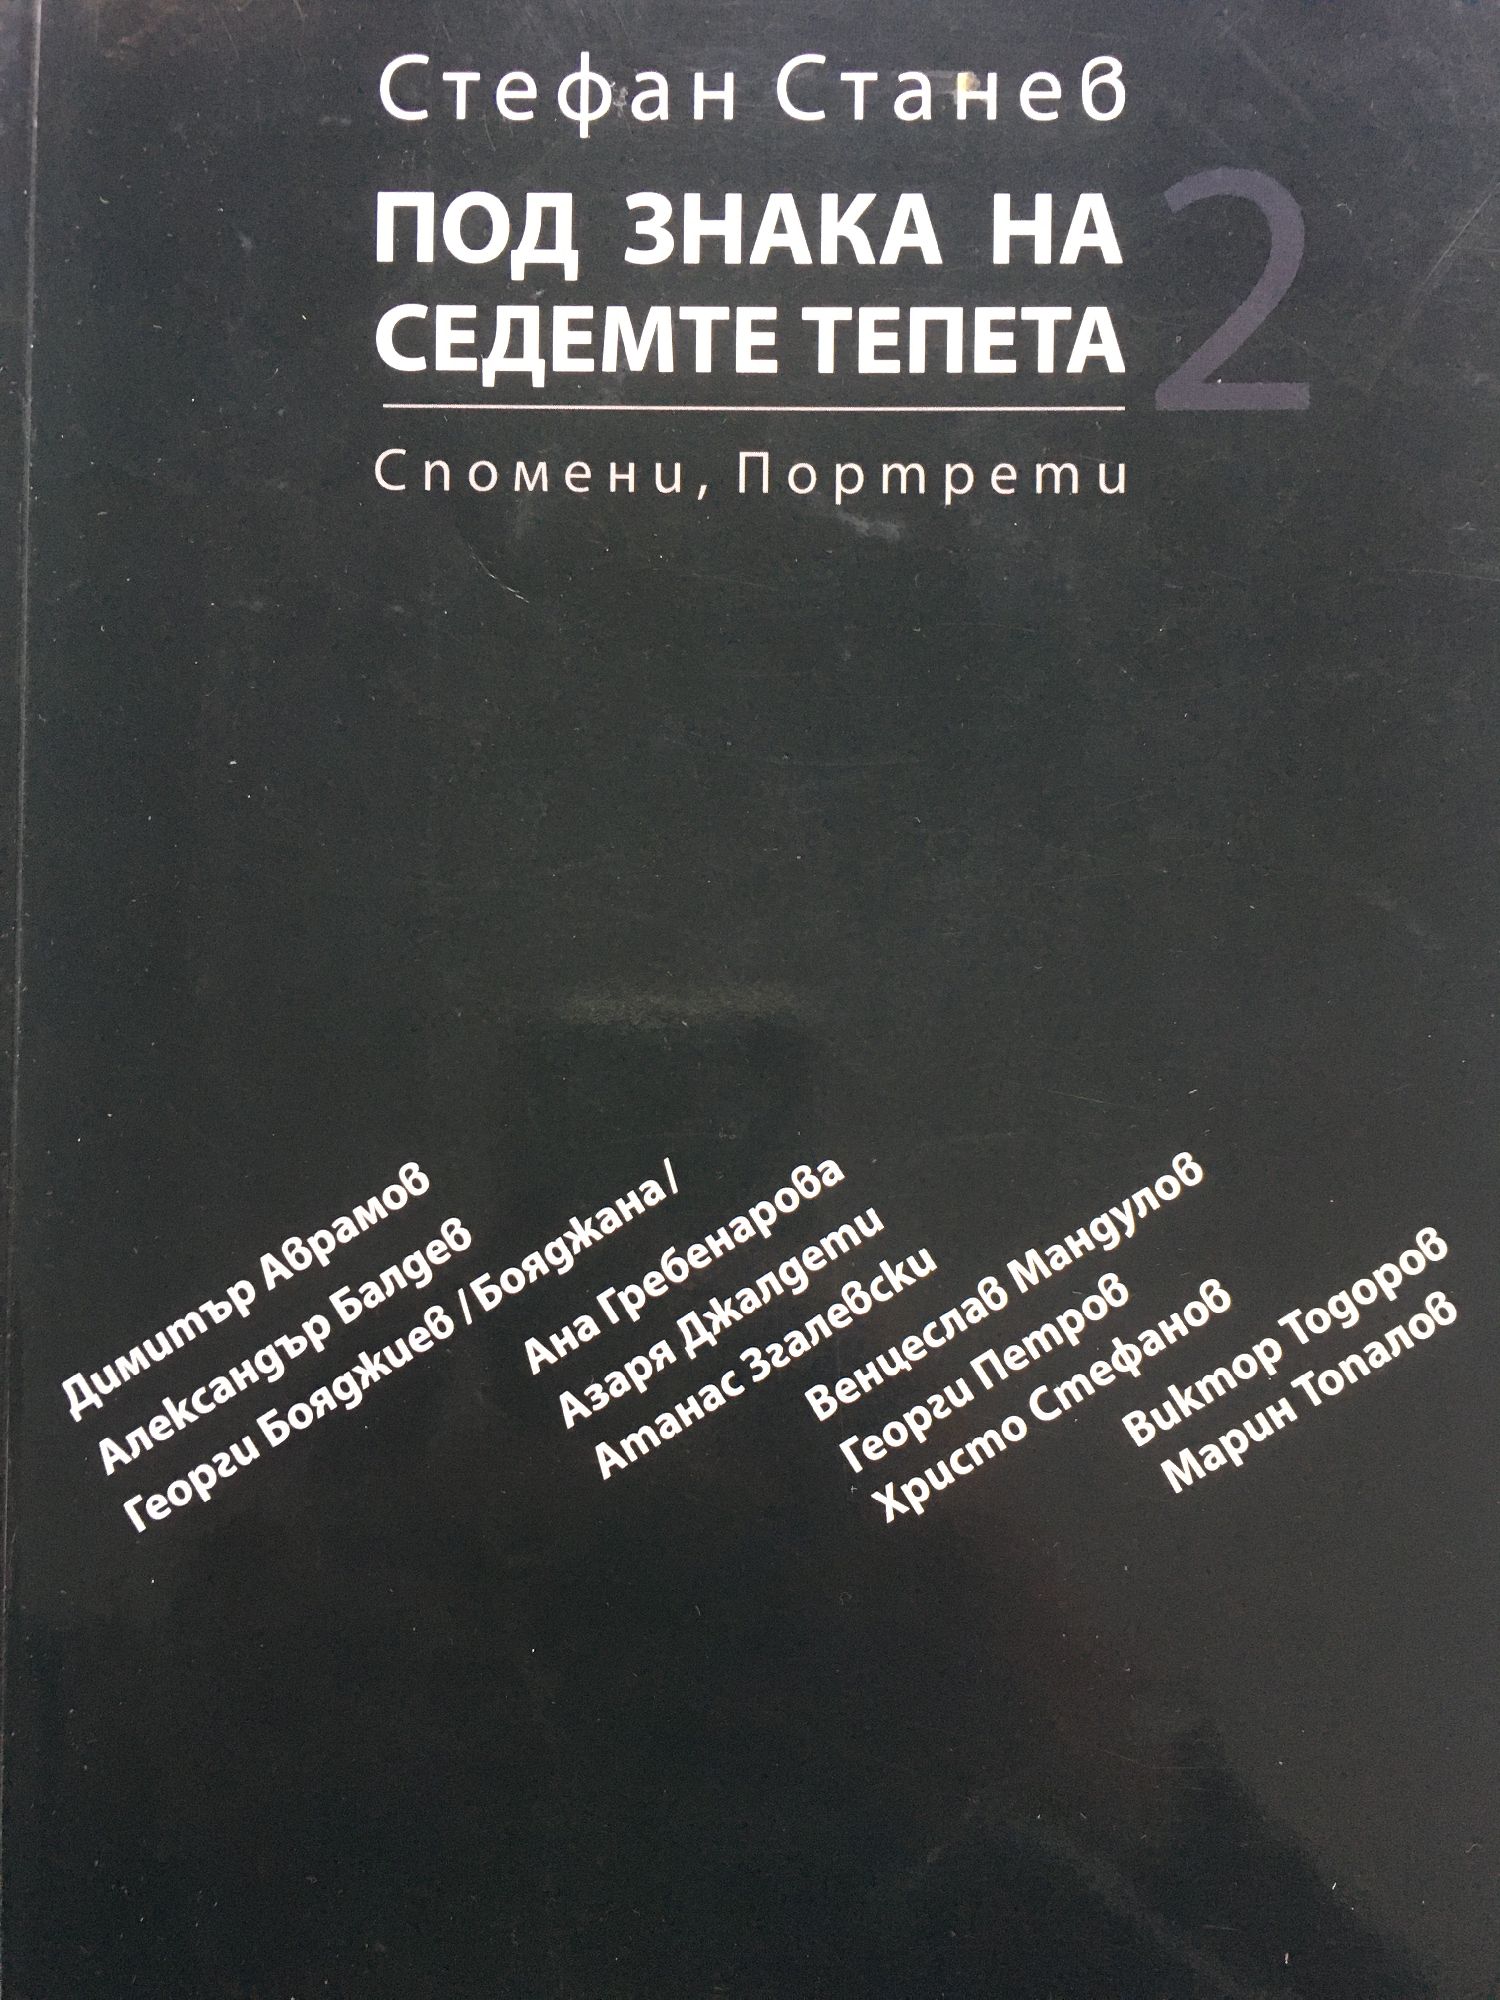 Стефан Станев
ПОД ЗНАКА НА
СЕДЕМТЕ ТЕПЕТА
2
Спомени, Портрети
Димитър Аврамов
Александър Балдев
Георги Бояджиев /Бояджана/
Ана Гребенарова
Азаря Джалдети
Атанас Згалевски
Венцеслав Мандулов
Георги Петров
Христо Стефанов
Виктор Тодоров
Марин Топалов